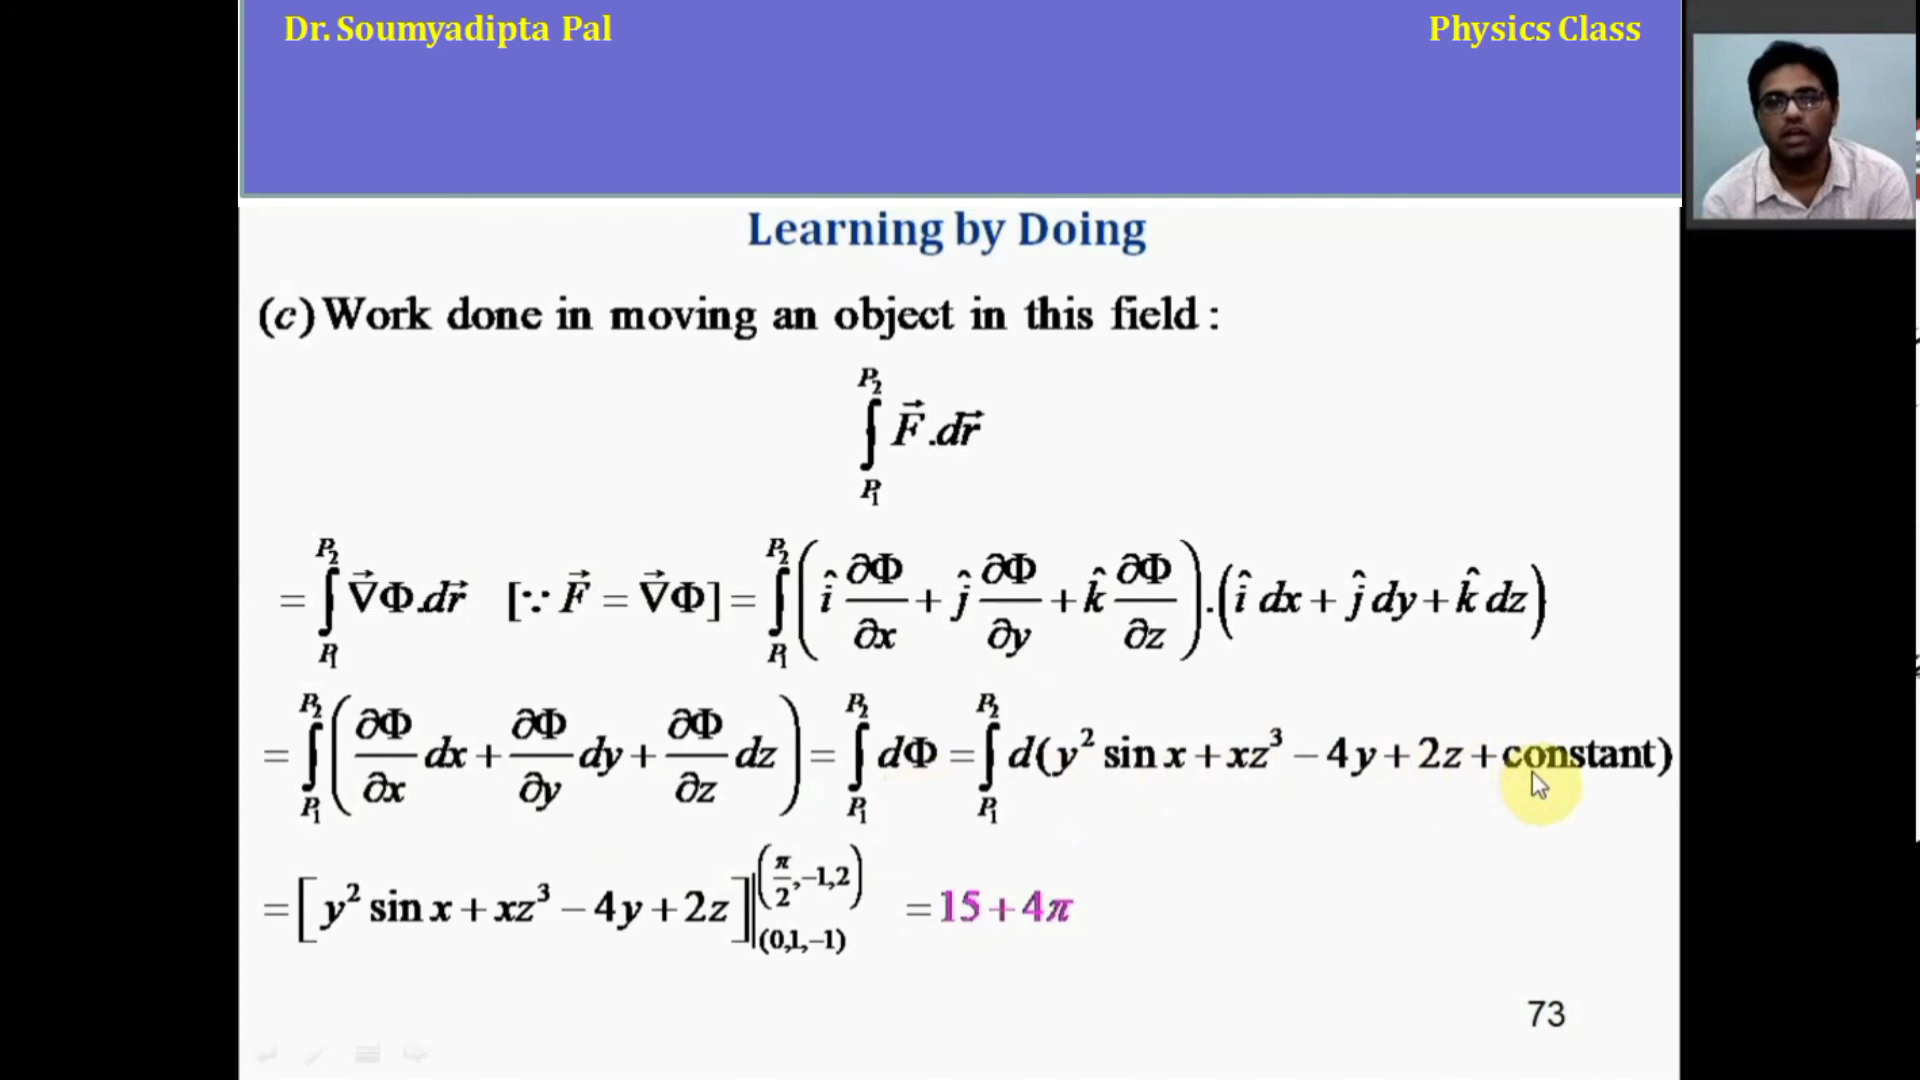 Dr. Soumyadipta Pal
Physics Class
Learning by Doing
(c) Work done in moving an object in this field :
∫_{P₁}^{P₂} F⃗.dr⃗
= ∫_{P₁}^{P₂} ∇⃗Φ.dr⃗ [∵ F⃗ = ∇⃗Φ] = ∫_{P₁}^{P₂} (î ∂Φ/∂x + ĵ ∂Φ/∂y + k̂ ∂Φ/∂z).(î dx + ĵ dy + k̂ dz)
= ∫_{P₁}^{P₂} (∂Φ/∂x dx + ∂Φ/∂y dy + ∂Φ/∂z dz) = ∫_{P₁}^{P₂} dΦ = ∫_{P₁}^{P₂} d(y² sin x + xz³ − 4y + 2z + constant)
= [y² sin x + xz³ − 4y + 2z]|_{(0,1,−1)}^{(π/2,−1,2)} = 15 + 4π
73